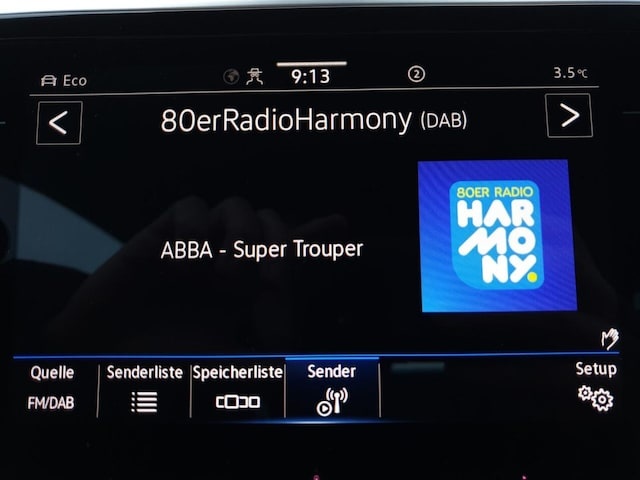 Eco 9:13 2 3.5°C
< 80erRadioHarmony (DAB) >
80ER RADIO
HAR
MO
NY.
ABBA - Super Trouper
Quelle Senderliste Speicherliste Sender Setup
FM/DAB